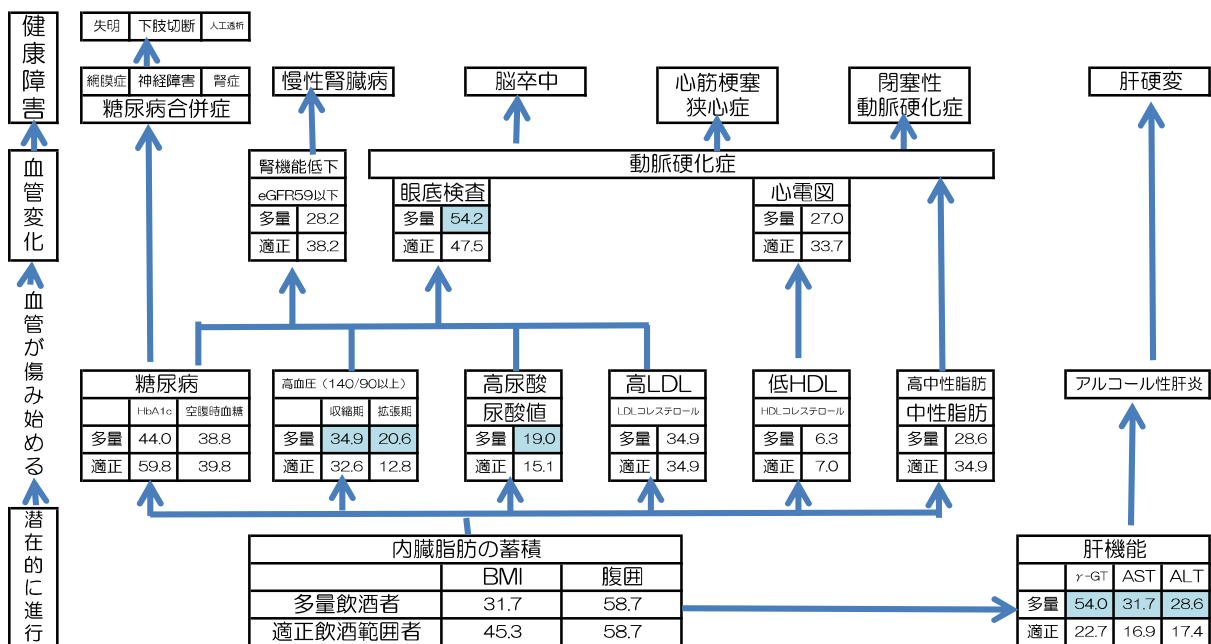 健康障害
血管変化
血管が傷み始める
潜在的に進行
失明 下肢切断 人工透析
網膜症 神経障害 腎症
糖尿病合併症
慢性腎臓病
脳卒中
心筋梗塞
狭心症
閉塞性
動脈硬化症
肝硬変
動脈硬化症
腎機能低下
eGFR59以下
多量 28.2
適正 38.2
眼底検査
多量 54.2
適正 47.5
心電図
多量 27.0
適正 33.7
糖尿病
HbA1c 空腹時血糖
多量 44.0 38.8
適正 59.8 39.8
高血圧（140/90以上）
収縮期 拡張期
多量 34.9 20.6
適正 32.6 12.8
高尿酸
尿酸値
多量 19.0
適正 15.1
高LDL
LDLコレステロール
多量 34.9
適正 34.9
低HDL
HDLコレステロール
多量 6.3
適正 7.0
高中性脂肪
中性脂肪
多量 28.6
適正 34.9
アルコール性肝炎
内臓脂肪の蓄積
BMI 腹囲
多量飲酒者 31.7 58.7
適正飲酒範囲者 45.3 58.7
肝機能
γ-GT AST ALT
多量 54.0 31.7 28.6
適正 22.7 16.9 17.4